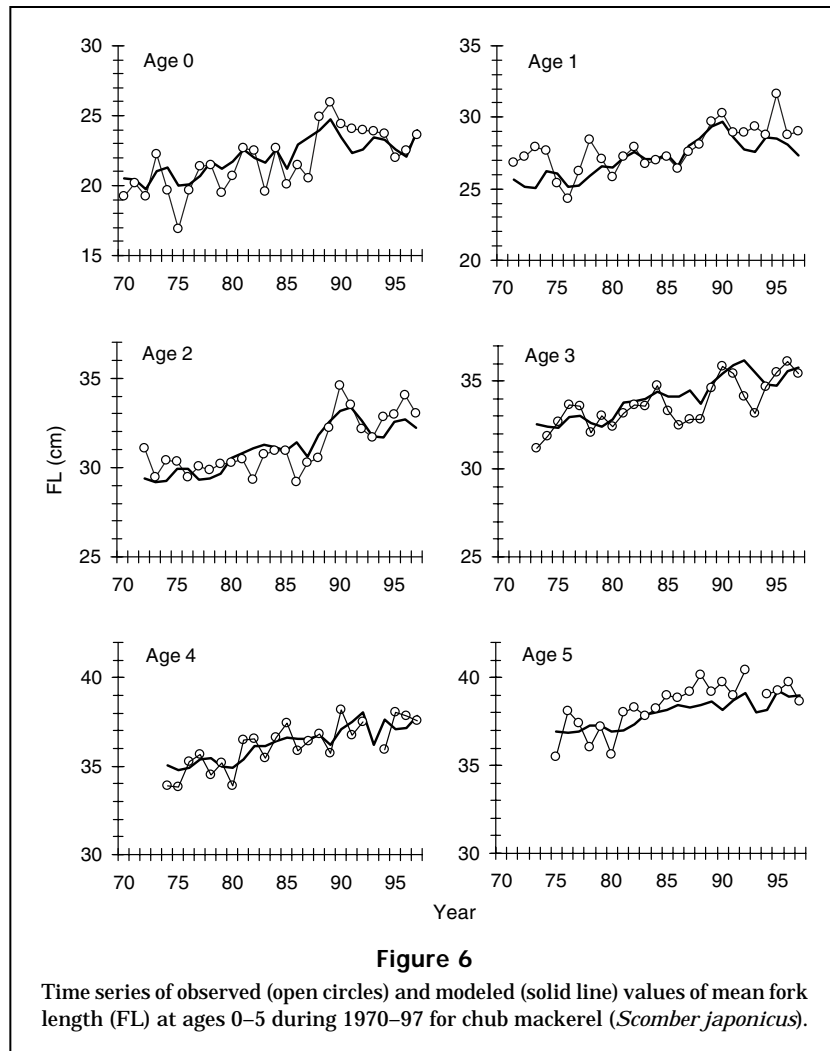 30
25
20
15
Age 0
70 75 80 85 90 95
35
30
25
20
Age 1
70 75 80 85 90 95
35
30
25
Age 2
70 75 80 85 90 95
35
30
25
Age 3
70 75 80 85 90 95
FL (cm)
40
35
30
Age 4
70 75 80 85 90 95
40
35
30
Age 5
70 75 80 85 90 95
Year
Figure 6
Time series of observed (open circles) and modeled (solid line) values of mean fork
length (FL) at ages 0–5 during 1970–97 for chub mackerel (Scomber japonicus).